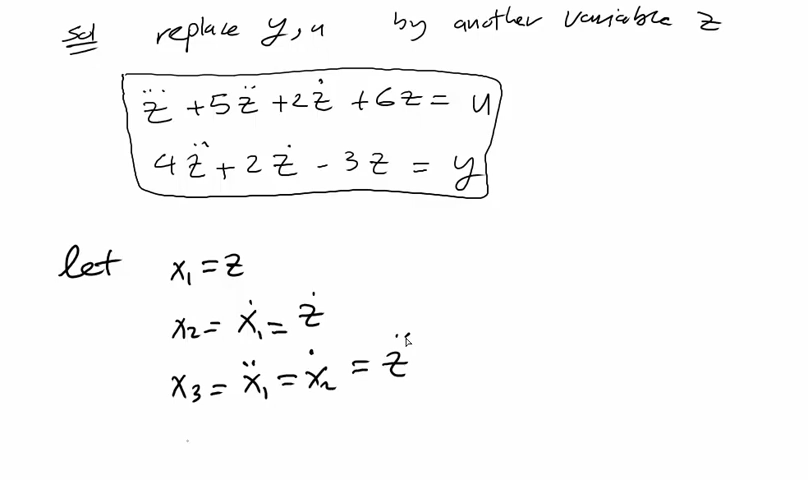 sol replace y, u by another variable z
z⃛ + 5z̈ + 2ż + 6z = u
4z̈ + 2ż - 3z = y
let x₁ = z
x₂ = ẋ₁ = ż
x₃ = ẍ₁ = ẋ₂ = z̈